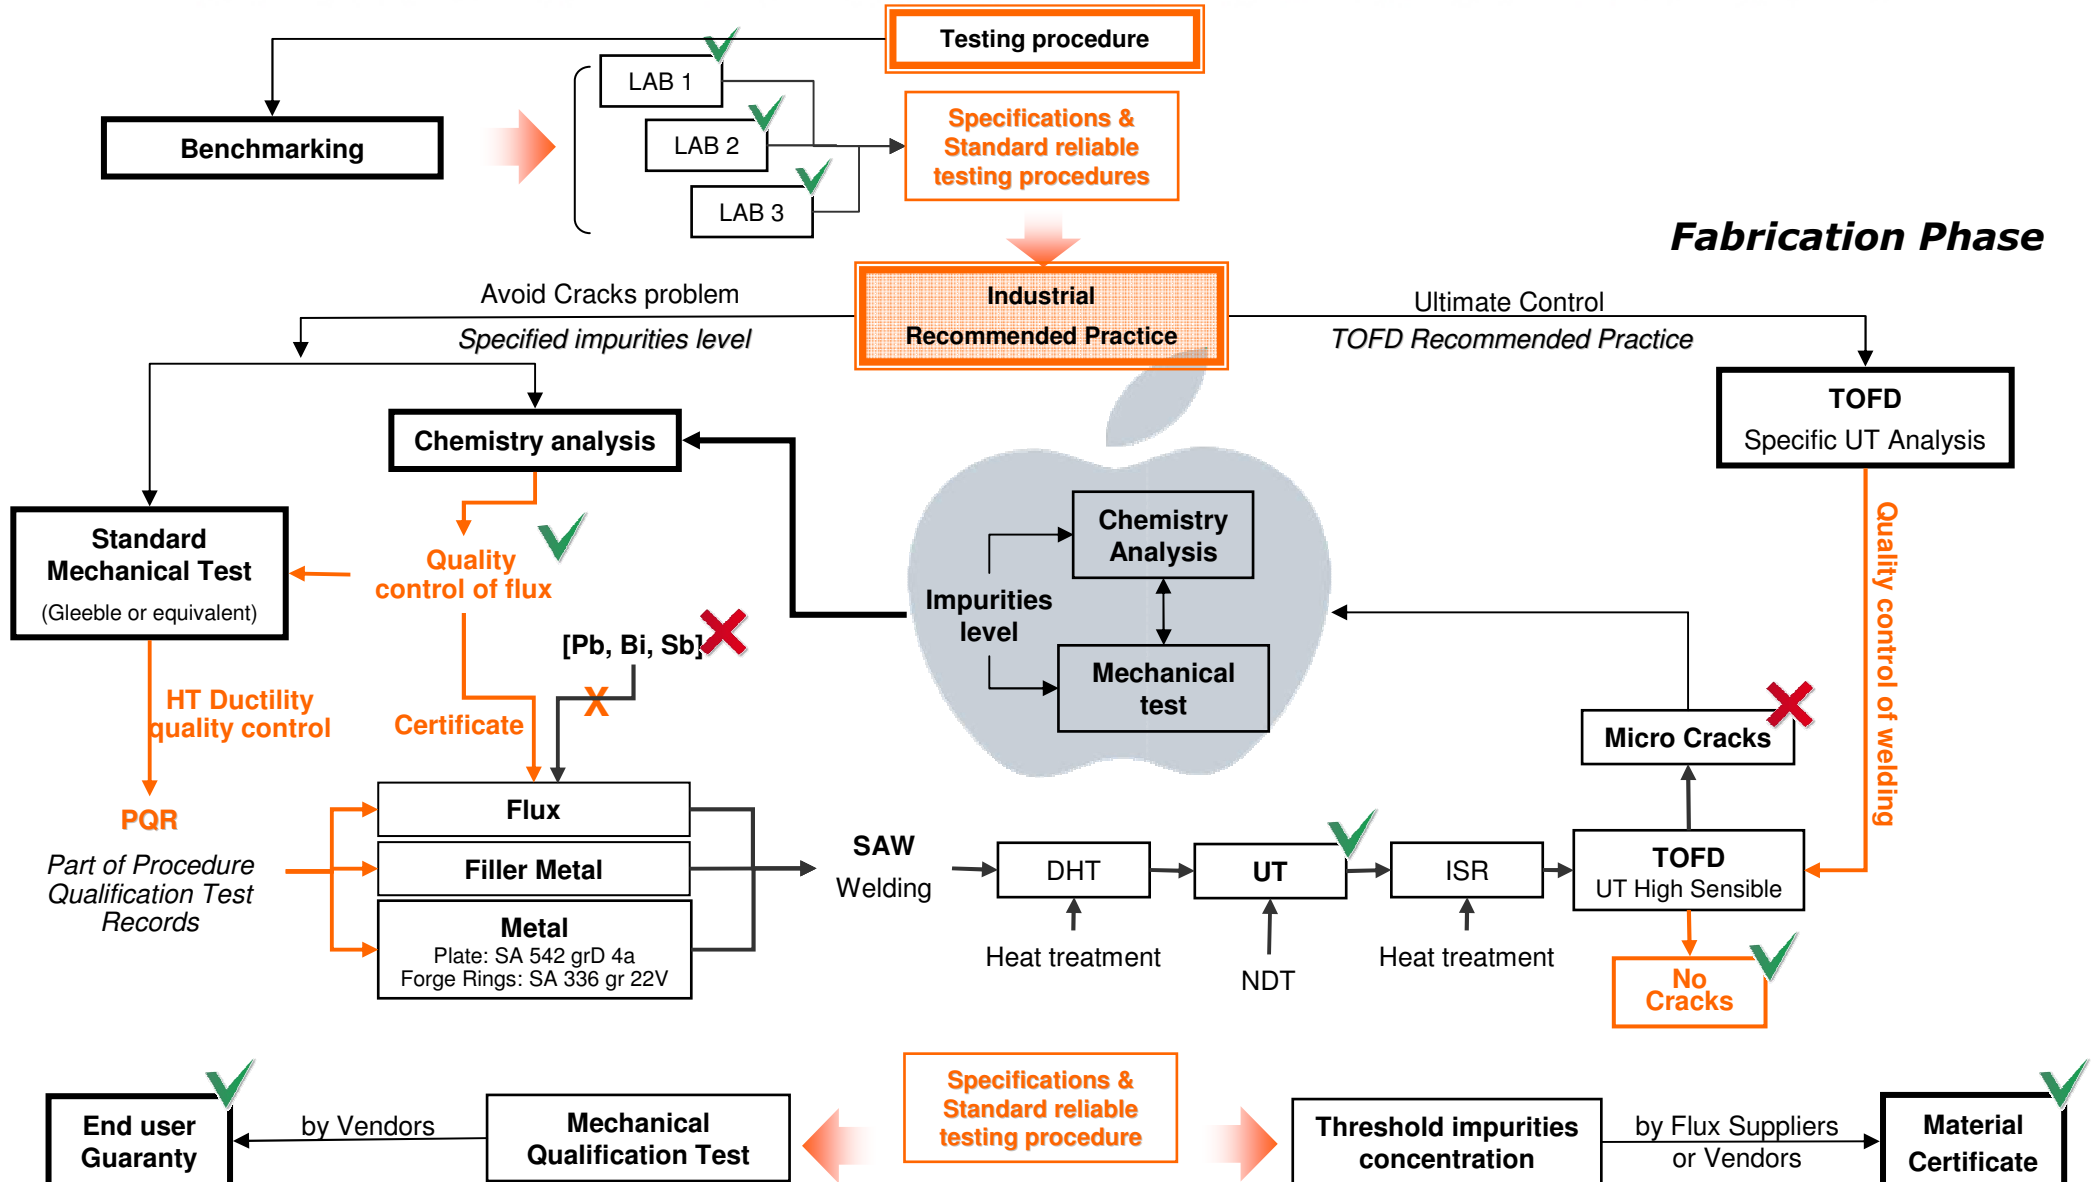 Testing procedure
LAB 1
Benchmarking
LAB 2
LAB 3
Specifications &
Standard reliable
testing procedures
Fabrication Phase
Avoid Cracks problem
Specified impurities level
Industrial
Recommended Practice
Ultimate Control
TOFD Recommended Practice
TOFD
Specific UT Analysis
Chemistry analysis
Standard
Mechanical Test
(Gleeble or equivalent)
Quality
control of flux
[Pb, Bi, Sb]
X
Chemistry
Analysis
Impurities
level
Mechanical
test
Quality control of welding
HT Ductility
quality control
Certificate
Micro Cracks
PQR
Part of Procedure
Qualification Test
Records
Flux
Filler Metal
Metal
Plate: SA 542 grD 4a
Forge Rings: SA 336 gr 22V
SAW
Welding
DHT
Heat treatment
UT
NDT
ISR
Heat treatment
TOFD
UT High Sensible
No
Cracks
End user
Guaranty
by Vendors
Mechanical
Qualification Test
Specifications &
Standard reliable
testing procedure
Threshold impurities
concentration
by Flux Suppliers
or Vendors
Material
Certificate